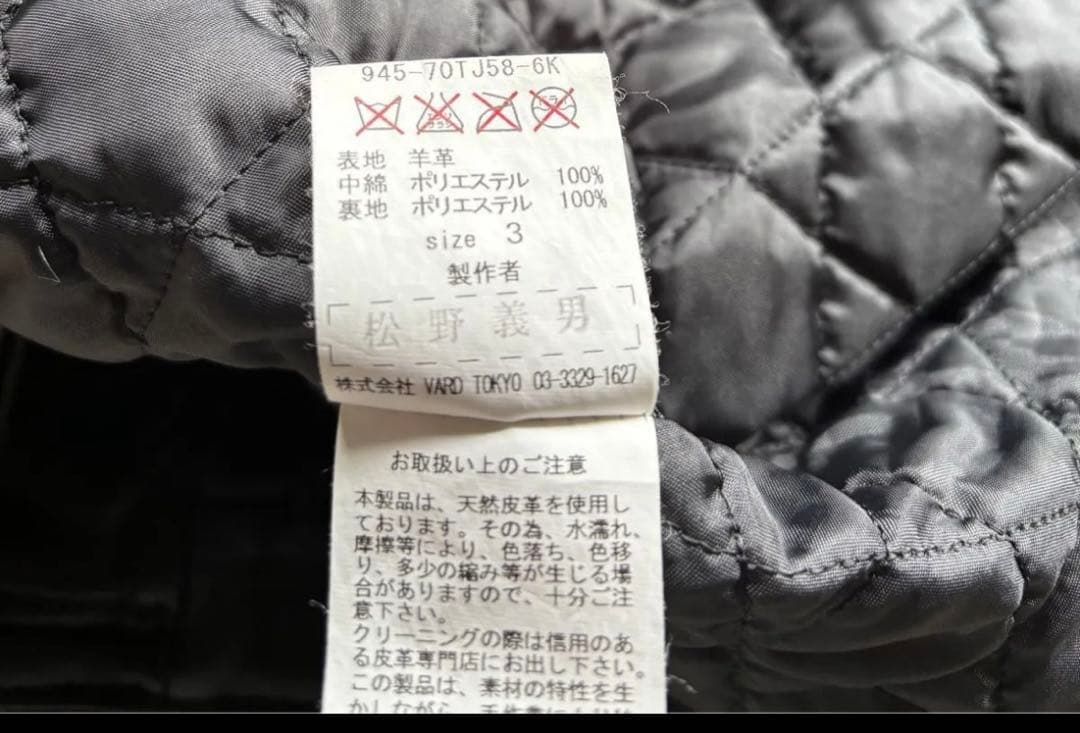 945-70TJ58-6K
表地 羊革
中綿 ポリエステル 100%
裏地 ポリエステル 100%
size 3
製作者
松野義男
株式会社 VARD TOKYO 03-3329-1627
お取扱い上のご注意
本製品は、天然皮革を使用し
ております。その為、水濡れ、
摩擦等により、色落ち、色移
り、多少の縮み等が生じる場
合がありますので、十分ご注
意下さい。
クリーニングの際は信用のあ
る皮革専門店にお出し下さい。
この製品は、素材の特性を生
かしながら、